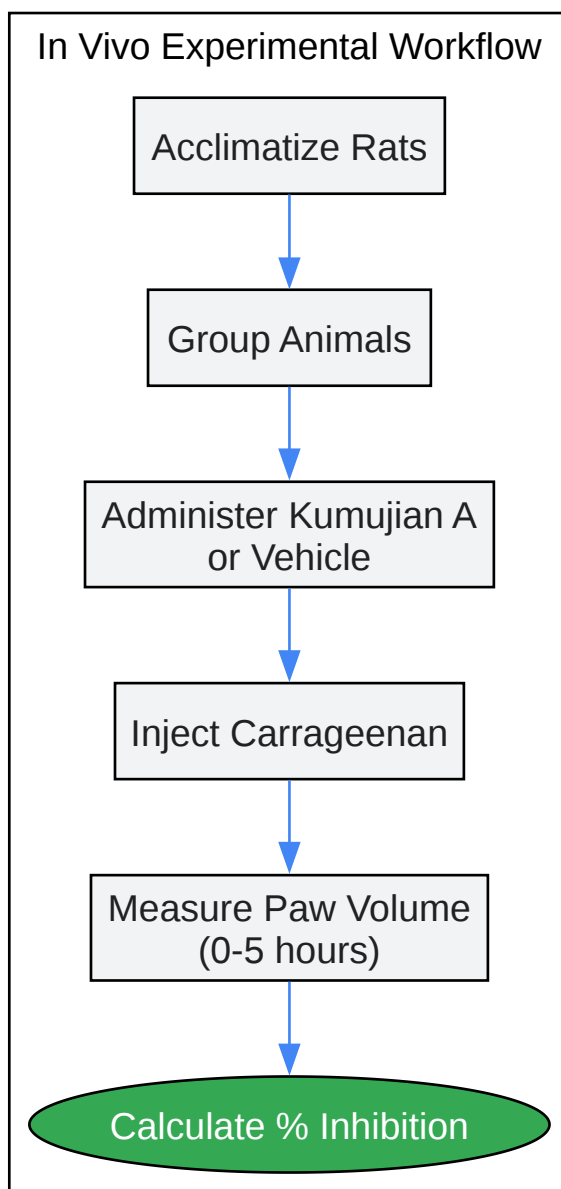 In Vivo Experimental Workflow
Acclimatize Rats
Group Animals
Administer Kumujian A
or Vehicle
Inject Carrageenan
Measure Paw Volume
(0-5 hours)
Calculate % Inhibition